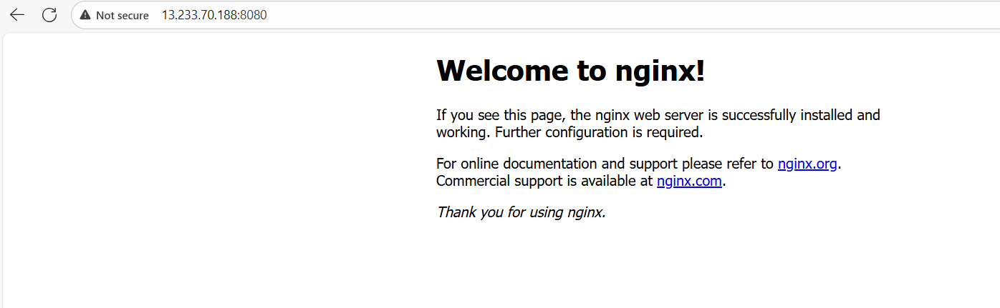 Not secure 13.233.70.188:8080
Welcome to nginx!
If you see this page, the nginx web server is successfully installed and
working. Further configuration is required.
For online documentation and support please refer to nginx.org.
Commercial support is available at nginx.com.
Thank you for using nginx.